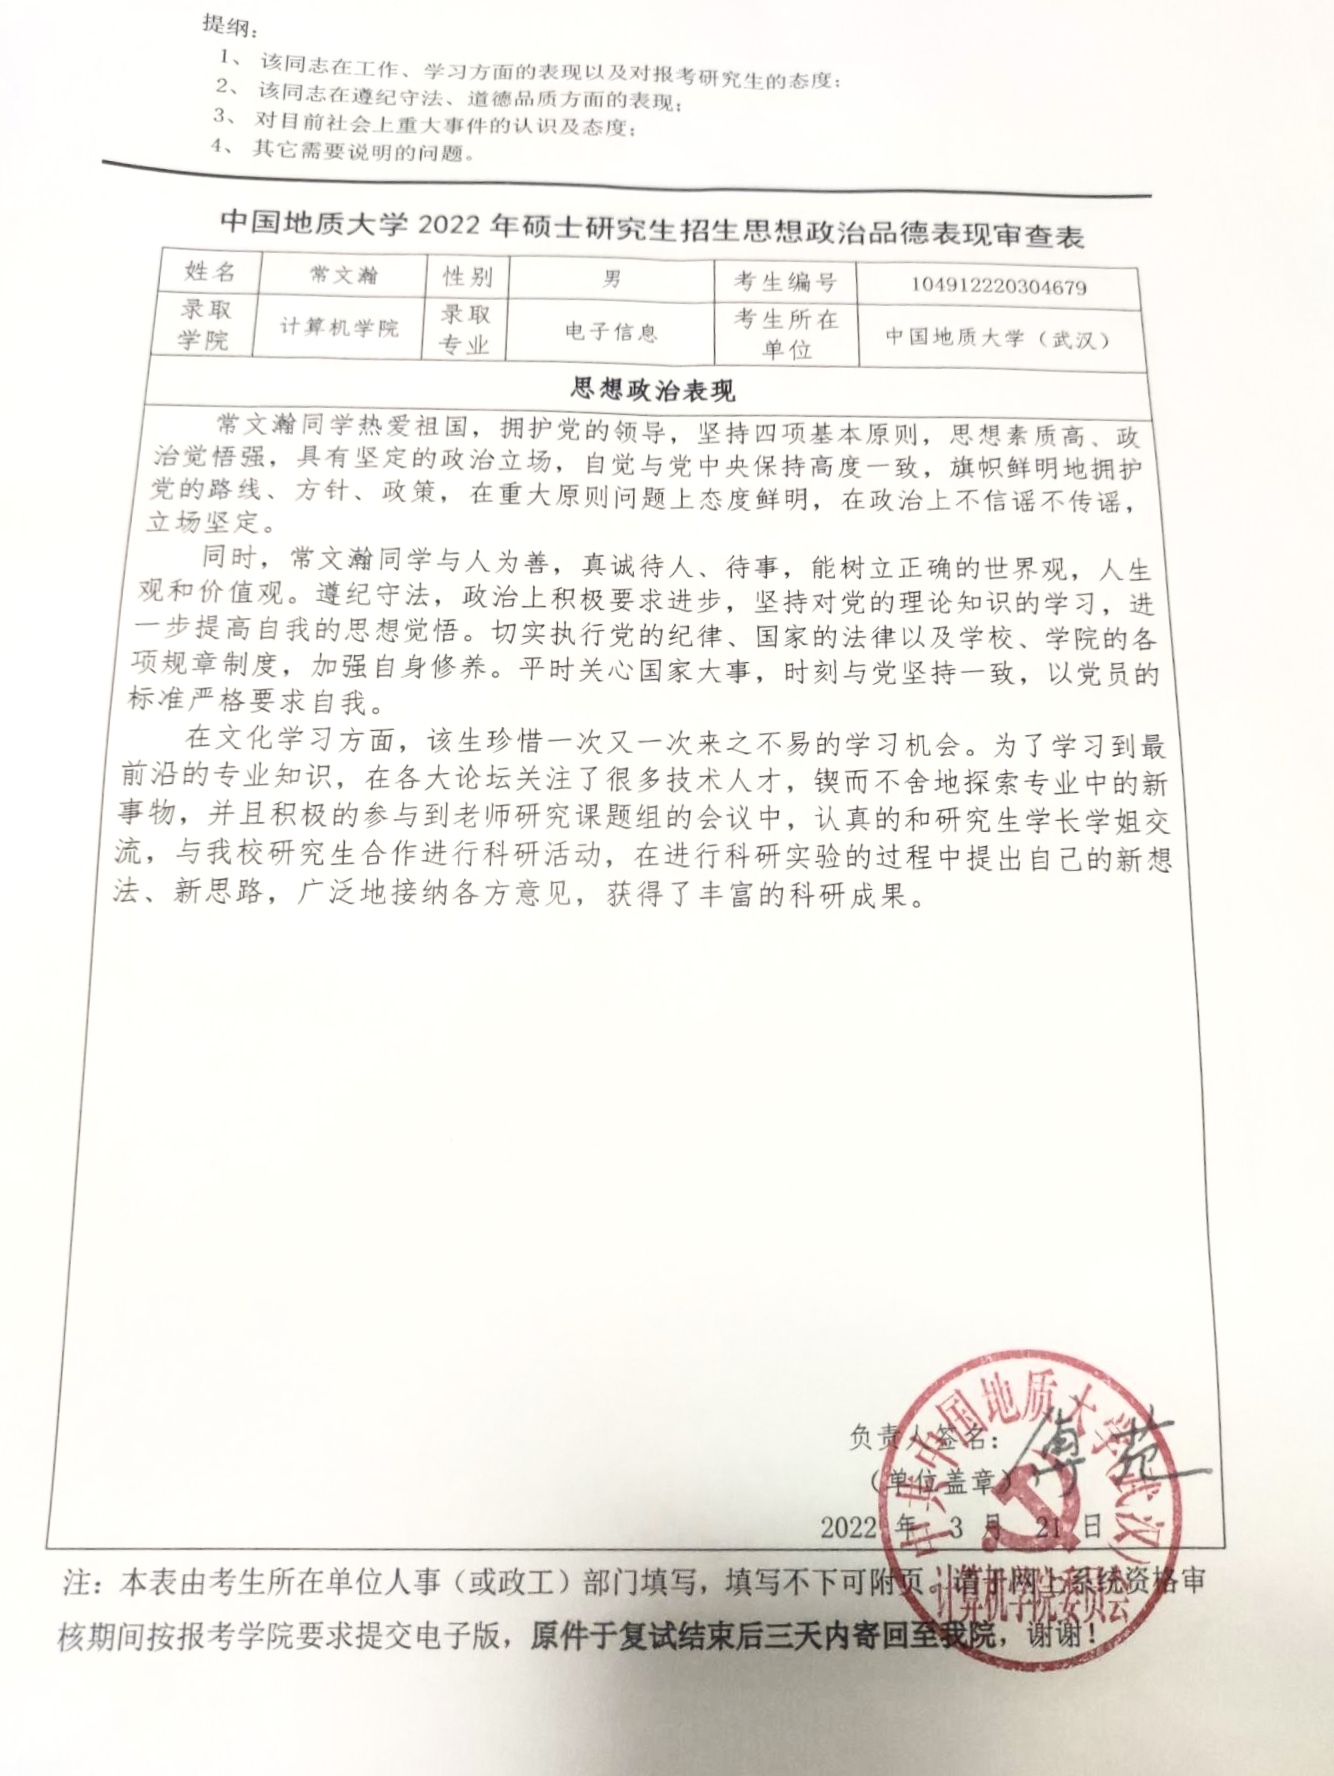 提纲：
1、 该同志在工作、学习方面的表现以及对报考研究生的态度；
2、 该同志在遵纪守法、道德品质方面的表现；
3、 对目前社会上重大事件的认识及态度；
4、 其它需要说明的问题。
中国地质大学 2022 年硕士研究生招生思想政治品德表现审查表
姓名 常文瀚 性别 男 考生编号 104912220304679
录取学院 计算机学院 录取专业 电子信息 考生所在单位 中国地质大学（武汉）
思想政治表现
常文瀚同学热爱祖国，拥护党的领导，坚持四项基本原则，思想素质高、政
治觉悟强，具有坚定的政治立场，自觉与党中央保持高度一致，旗帜鲜明地拥护
党的路线、方针、政策，在重大原则问题上态度鲜明，在政治上不信谣不传谣，
立场坚定。
同时，常文瀚同学与人为善，真诚待人、待事，能树立正确的世界观，人生
观和价值观。遵纪守法，政治上积极要求进步，坚持对党的理论知识的学习，进
一步提高自我的思想觉悟。切实执行党的纪律、国家的法律以及学校、学院的各
项规章制度，加强自身修养。平时关心国家大事，时刻与党坚持一致，以党员的
标准严格要求自我。
在文化学习方面，该生珍惜一次又一次来之不易的学习机会。为了学习到最
前沿的专业知识，在各大论坛关注了很多技术人才，锲而不舍地探索专业中的新
事物，并且积极的参与到老师研究课题组的会议中，认真的和研究生学长学姐交
流，与我校研究生合作进行科研活动，在进行科研实验的过程中提出自己的新想
法、新思路，广泛地接纳各方意见，获得了丰富的科研成果。
负责人签名：
（单位盖章）
2022 年 3 月 21 日
中共中国地质大学（武汉）
计算机学院委员会
注：本表由考生所在单位人事（或政工）部门填写，填写不下可附页，请于网上系统资格审
核期间按报考学院要求提交电子版，原件于复试结束后三天内寄回至我院，谢谢！